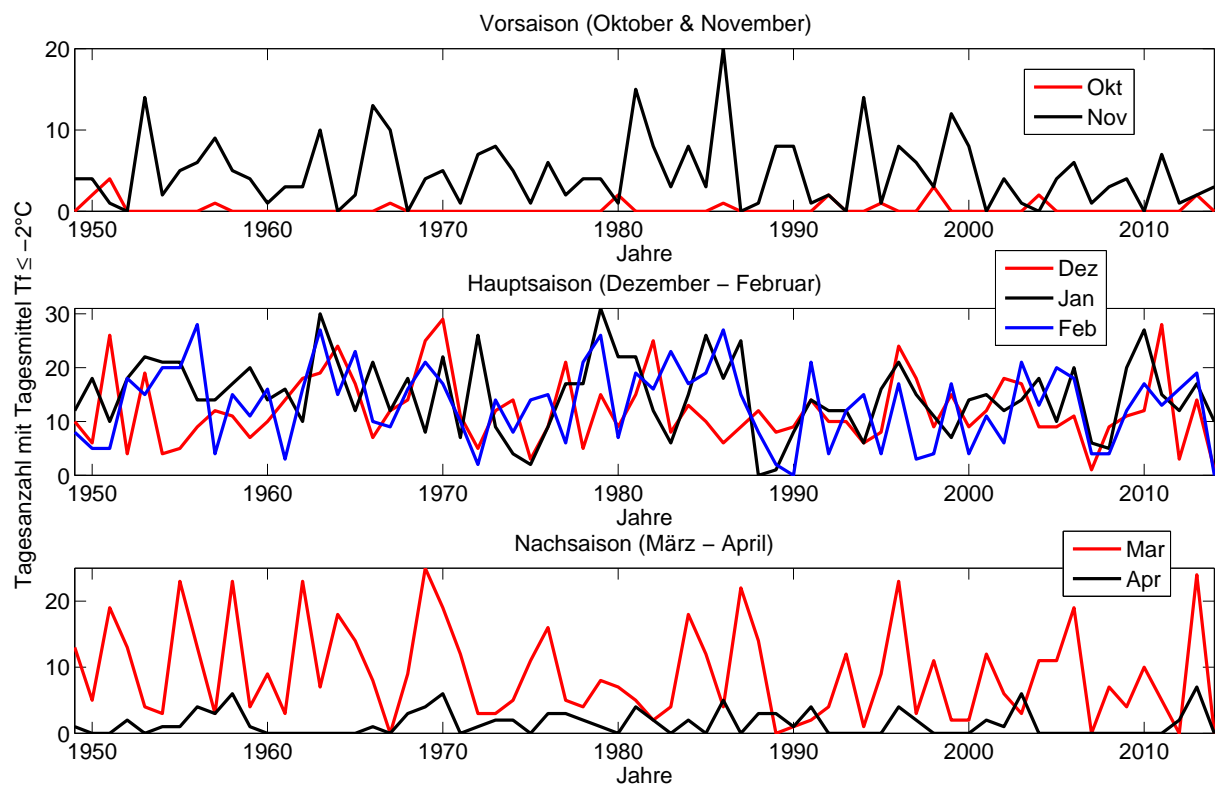 Vorsaison (Oktober & November)
20
10
0
Okt
Nov
1950 1960 1970 1980 1990 2000 2010
Jahre
Tagesanzahl mit Tagesmittel Tf ≤ −2°C
Hauptsaison (Dezember − Februar)
30
20
10
0
Dez
Jan
Feb
1950 1960 1970 1980 1990 2000 2010
Jahre
Nachsaison (März − April)
20
10
0
Mar
Apr
1950 1960 1970 1980 1990 2000 2010
Jahre